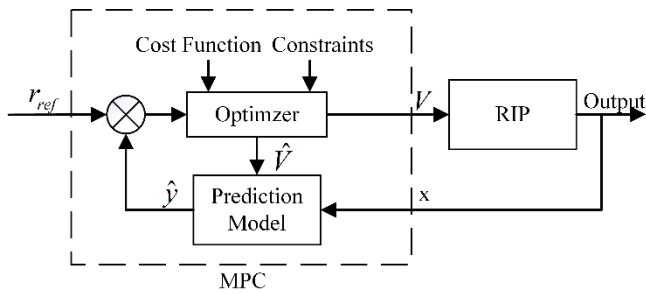 Cost Function Constraints
r_ref
Optimzer
V
RIP
Output
V̂
ŷ
Prediction
Model
x
MPC